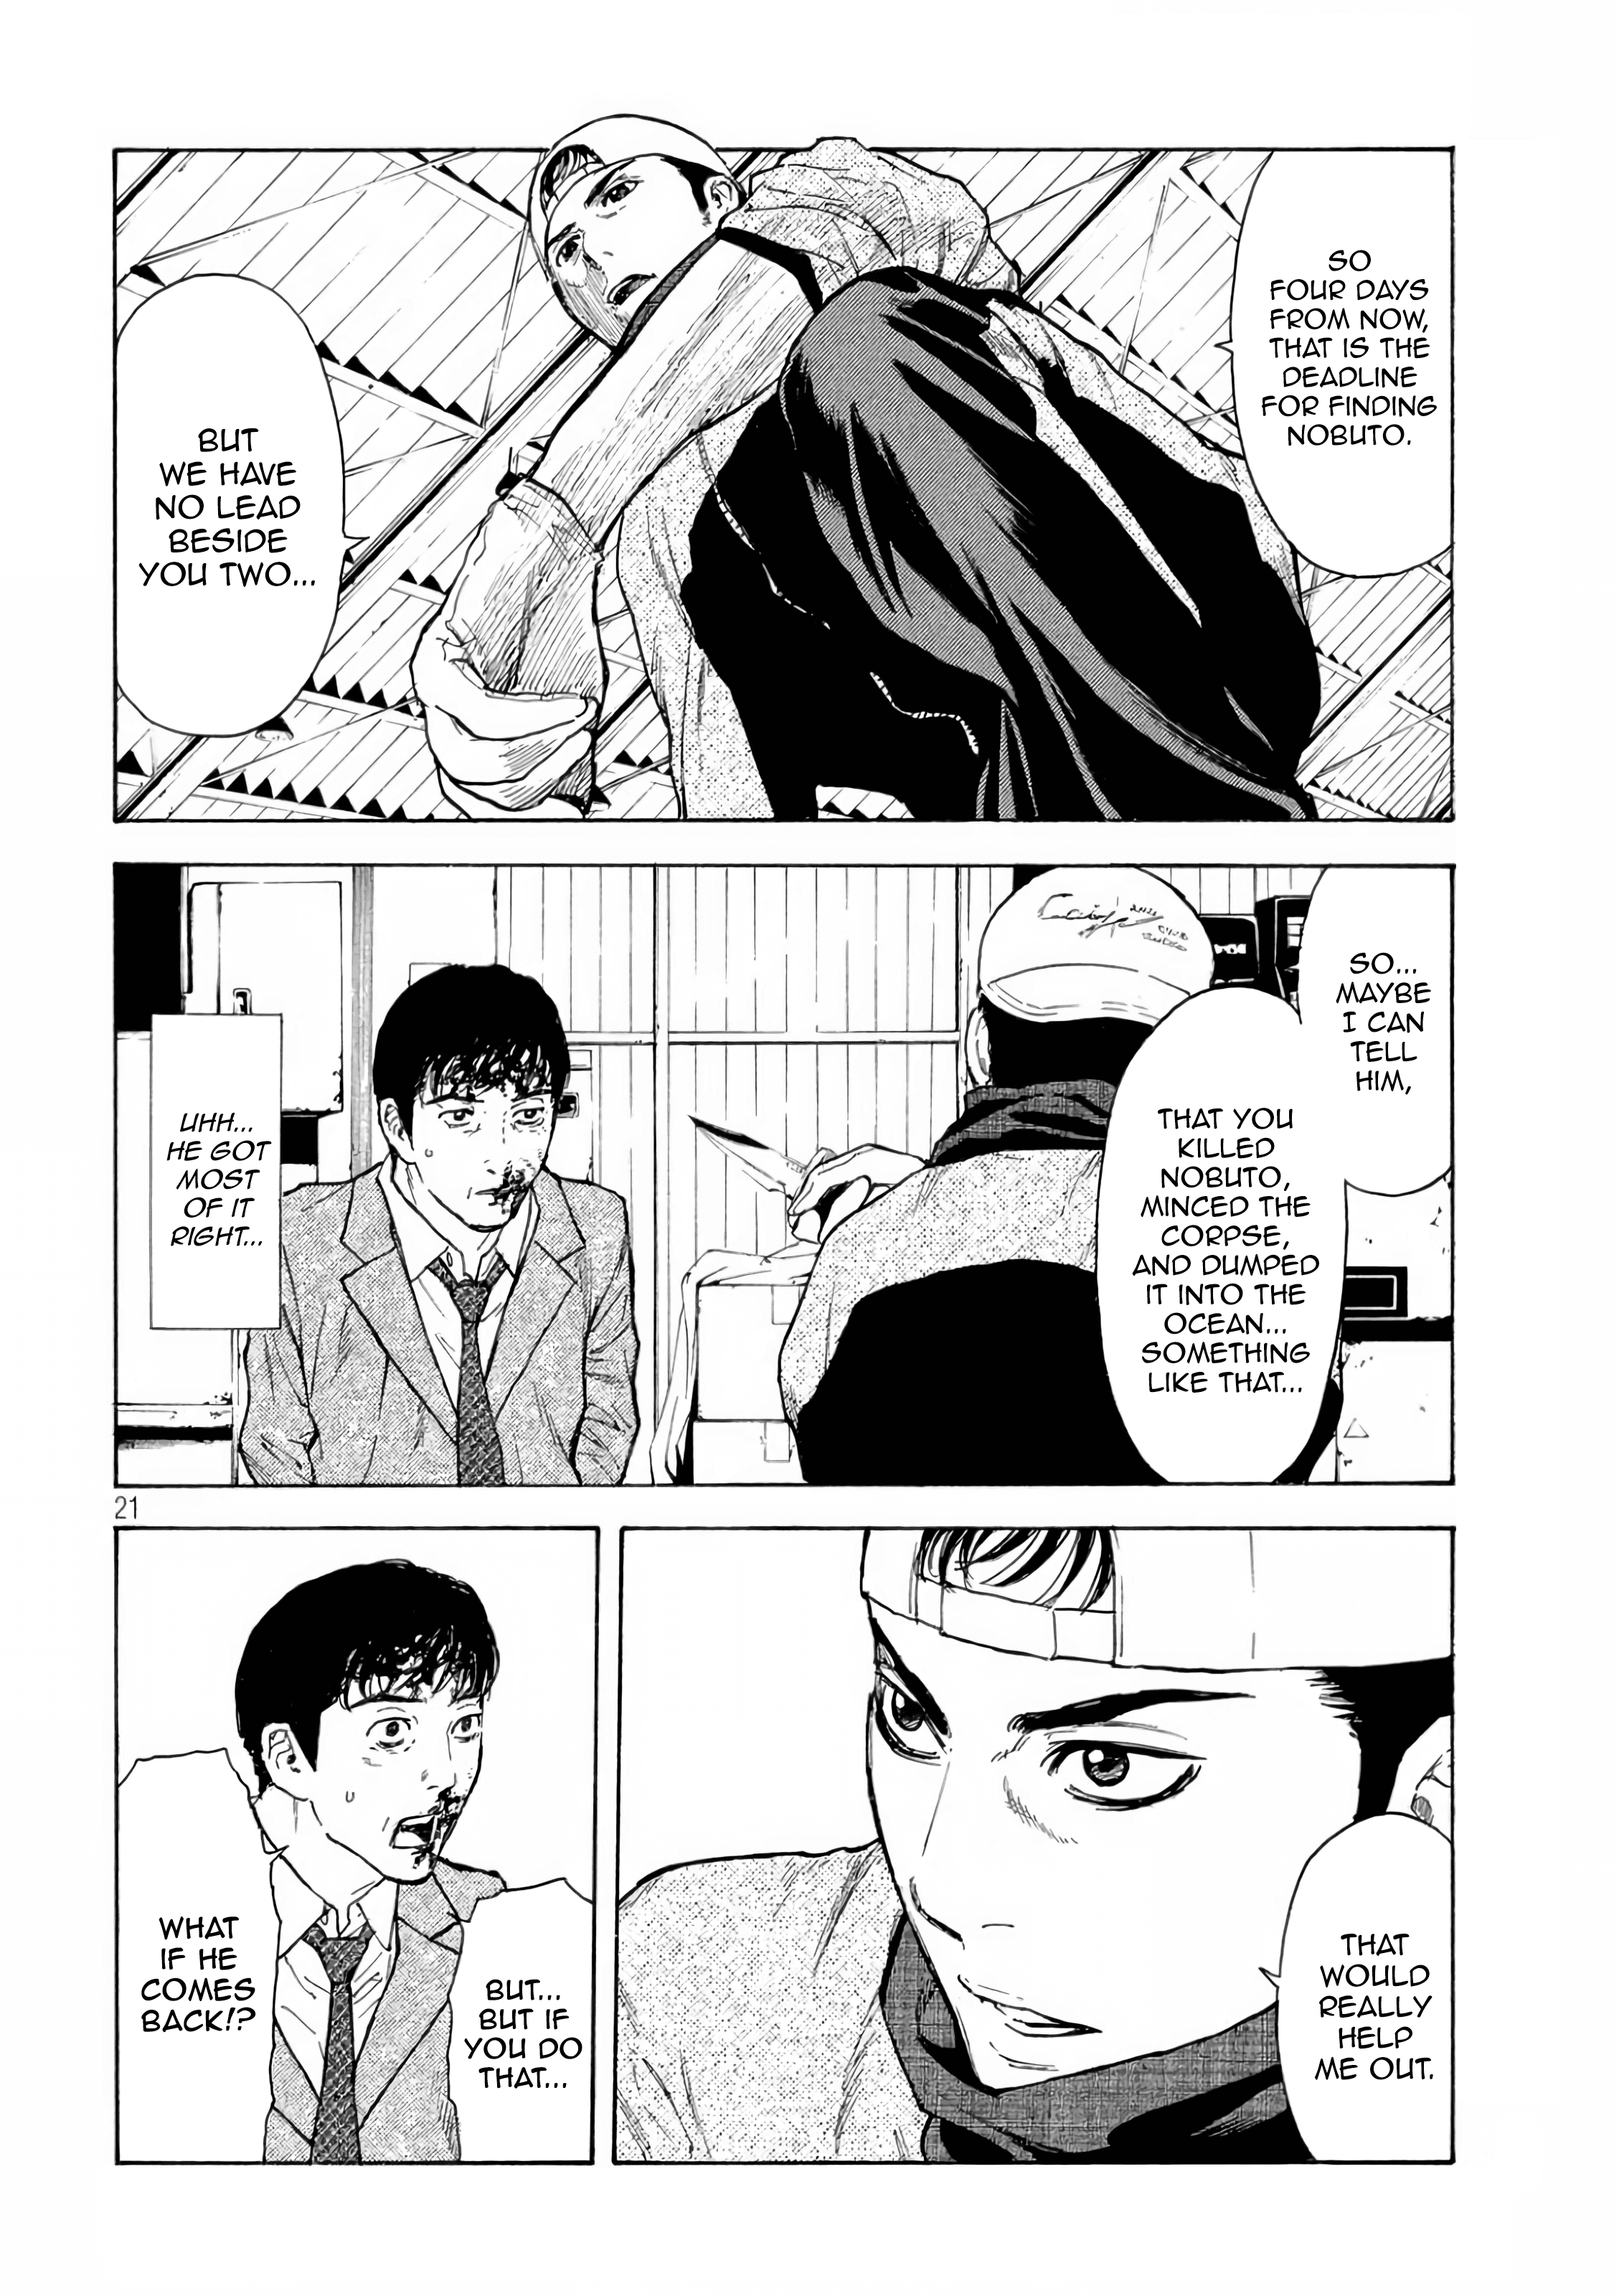 SO
FOUR DAYS
FROM NOW,
THAT IS THE
DEADLINE
FOR FINDING
NOBUTO.
BUT
WE HAVE
NO LEAD
BESIDE
YOU TWO...
SO...
MAYBE
I CAN
TELL
HIM,
THAT YOU
KILLED
NOBUTO,
MINCED THE
CORPSE,
AND DUMPED
IT INTO THE
OCEAN...
SOMETHING
LIKE THAT...
UHH...
HE GOT
MOST
OF IT
RIGHT...
21
THAT
WOULD
REALLY
HELP
ME OUT.
BUT...
BUT IF
YOU DO
THAT...
WHAT
IF HE
COMES
BACK!?